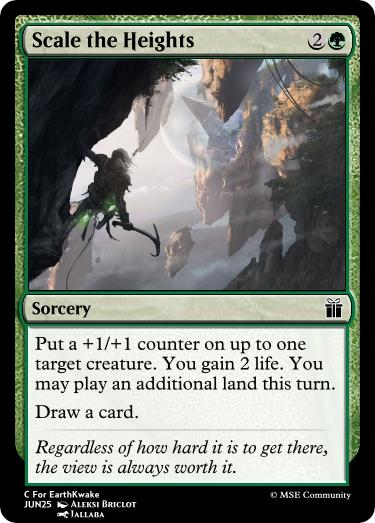 Scale the Heights 2
Sorcery
Put a +1/+1 counter on up to one
target creature. You gain 2 life. You
may play an additional land this turn.
Draw a card.
Regardless of how hard it is to get there,
the view is always worth it.
C For EarthKwake
JUN25 Aleksi Briclot © MSE Community
Jallaba